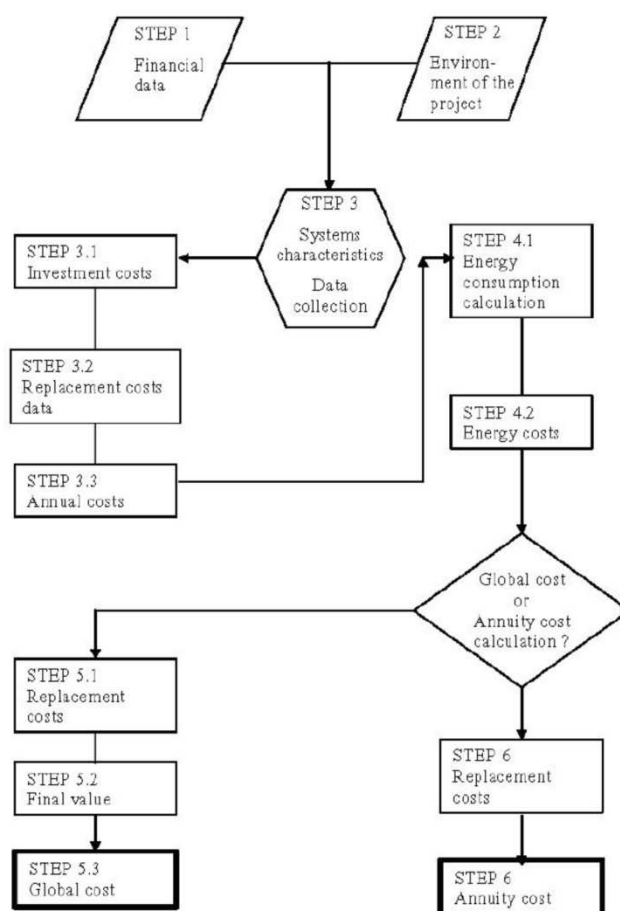 STEP 1
Financial
data
STEP 2
Environ-
ment of the
project
STEP 3
Systems
characteristics
Data
collection
STEP 3.1
Investment costs
STEP 3.2
Replacement costs
data
STEP 3.3
Annual costs
STEP 4.1
Energy
consumption
calculation
STEP 4.2
Energy costs
Global cost
or
Annuity cost
calculation ?
STEP 5.1
Replacement
costs
STEP 5.2
Final value
STEP 5.3
Global cost
STEP 6
Replacement
costs
STEP 6
Annuity cost